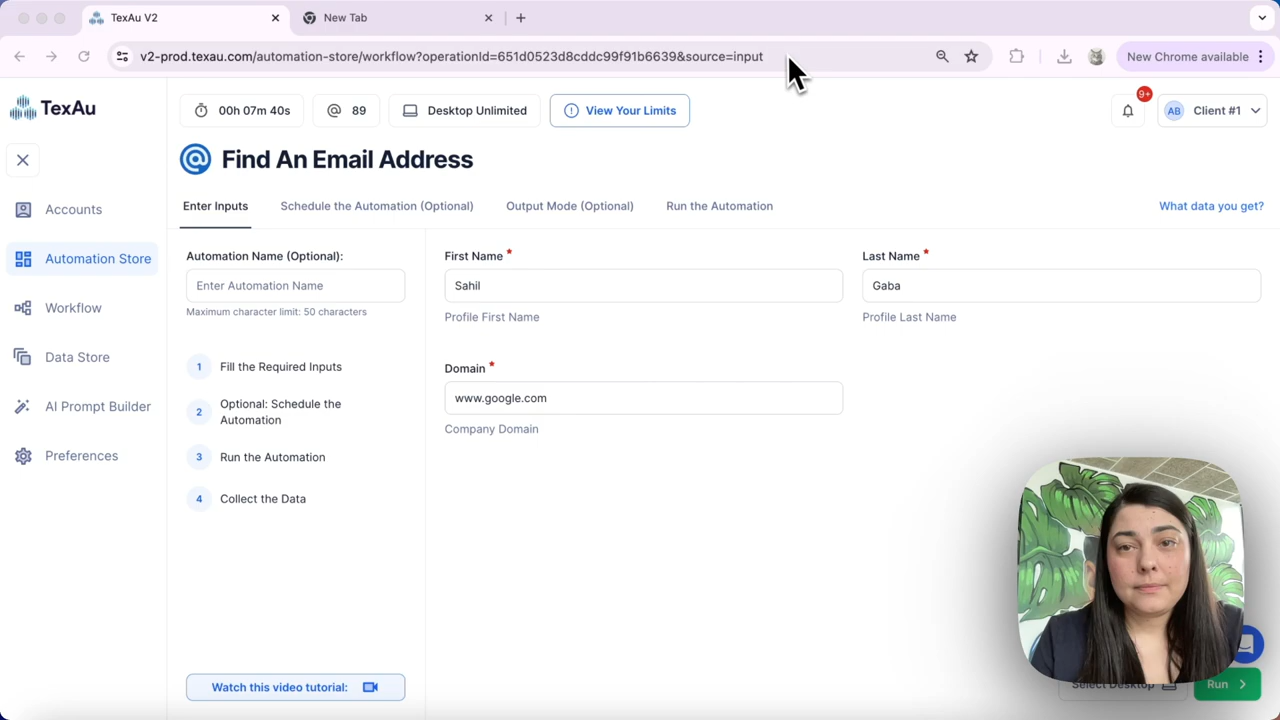 TexAu V2
New Tab
v2-prod.texau.com/automation-store/workflow?operationId=651d0523d8cddc99f91b6639&source=input
New Chrome available
TexAu
00h 07m 40s
89
Desktop Unlimited
View Your Limits
9+
AB
Client #1
Find An Email Address
Accounts
Automation Store
Workflow
Data Store
AI Prompt Builder
Preferences
Enter Inputs
Schedule the Automation (Optional)
Output Mode (Optional)
Run the Automation
What data you get?
Automation Name (Optional):
Enter Automation Name
Maximum character limit: 50 characters
1 Fill the Required Inputs
2 Optional: Schedule the
Automation
3 Run the Automation
4 Collect the Data
Watch this video tutorial:
First Name *
Sahil
Profile First Name
Last Name *
Gaba
Profile Last Name
Domain *
www.google.com
Company Domain
Select Desktop
Run